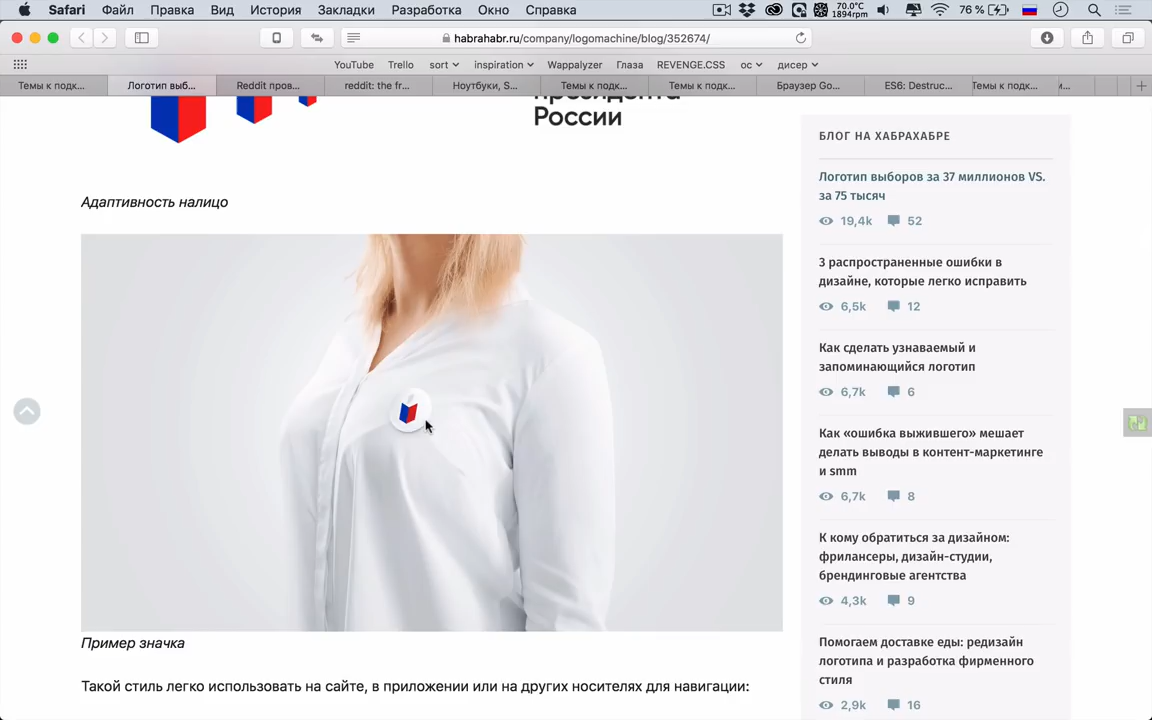 Safari Файл Правка Вид История Закладки Разработка Окно Справка
70.0°C
1894rpm
76 %
habrahabr.ru/company/logomachine/blog/352674/
YouTube Trello sort inspiration Wappalyzer Глаза REVENGE.CSS ос дисер
Темы к подк... Логотип выб... Reddit пров... reddit: the fr... Ноутбуки, S... Темы к подк... Темы к подк... Браузер Go... ES6: Destruc... Темы к подк... и...
президента
России
Адаптивность налицо
Пример значка
Такой стиль легко использовать на сайте, в приложении или на других носителях для навигации:
БЛОГ НА ХАБРАХАБРЕ
Логотип выборов за 37 миллионов VS.
за 75 тысяч
19,4k 52
3 распространенные ошибки в
дизайне, которые легко исправить
6,5k 12
Как сделать узнаваемый и
запоминающийся логотип
6,7k 6
Как «ошибка выжившего» мешает
делать выводы в контент-маркетинге
и smm
6,7k 8
К кому обратиться за дизайном:
фрилансеры, дизайн-студии,
брендинговые агентства
4,3k 9
Помогаем доставке еды: редизайн
логотипа и разработка фирменного
стиля
2,9k 16